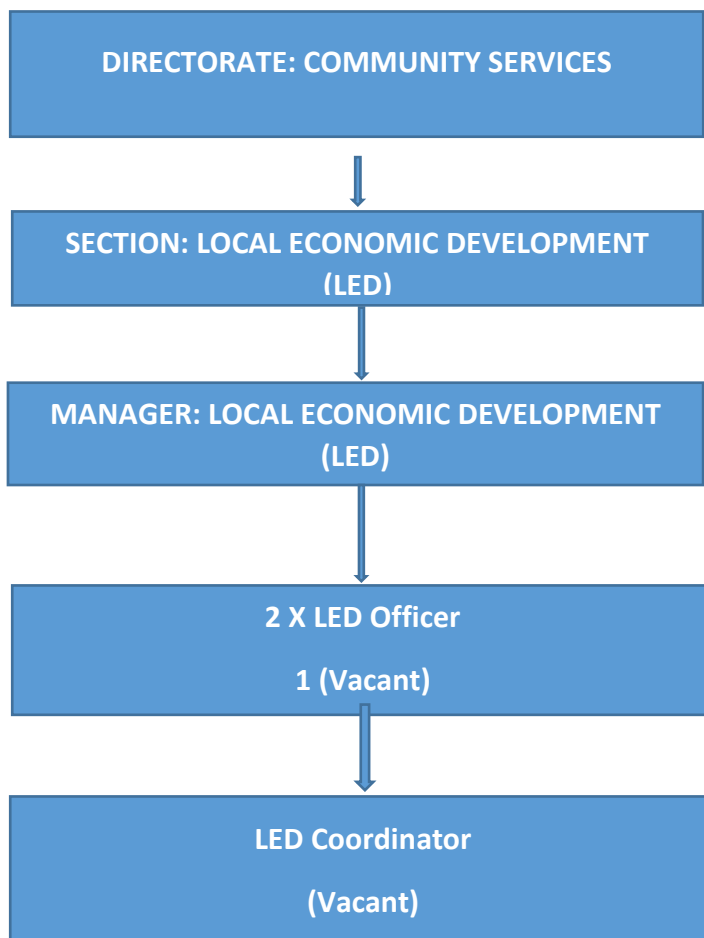 DIRECTORATE: COMMUNITY SERVICES
SECTION: LOCAL ECONOMIC DEVELOPMENT
(LED)
MANAGER: LOCAL ECONOMIC DEVELOPMENT
(LED)
2 X LED Officer
1 (Vacant)
LED Coordinator
(Vacant)